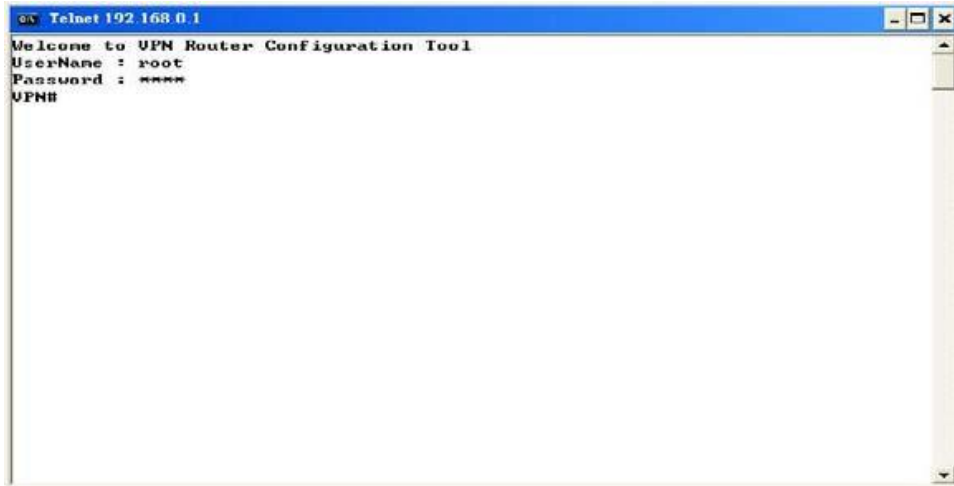 Telnet 192.168.0.1
Welcome to VPN Router Configuration Tool
UserName : root
Password : ****
VPN#